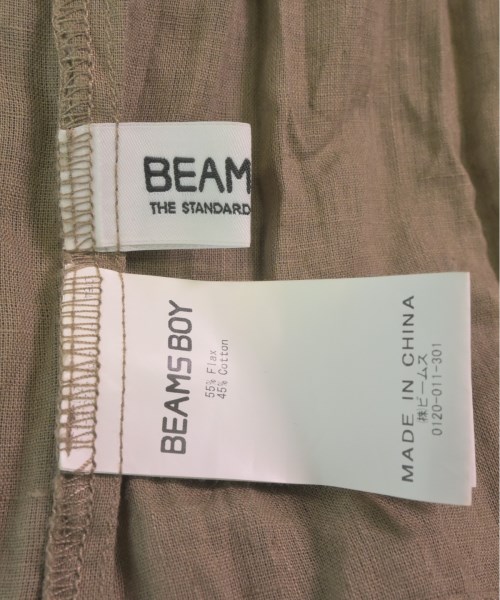 BEAM
THE STANDARD
BEAMS BOY
55% Flax
45% Cotton
MADE IN CHINA
㈱ビームス
0120-011-301